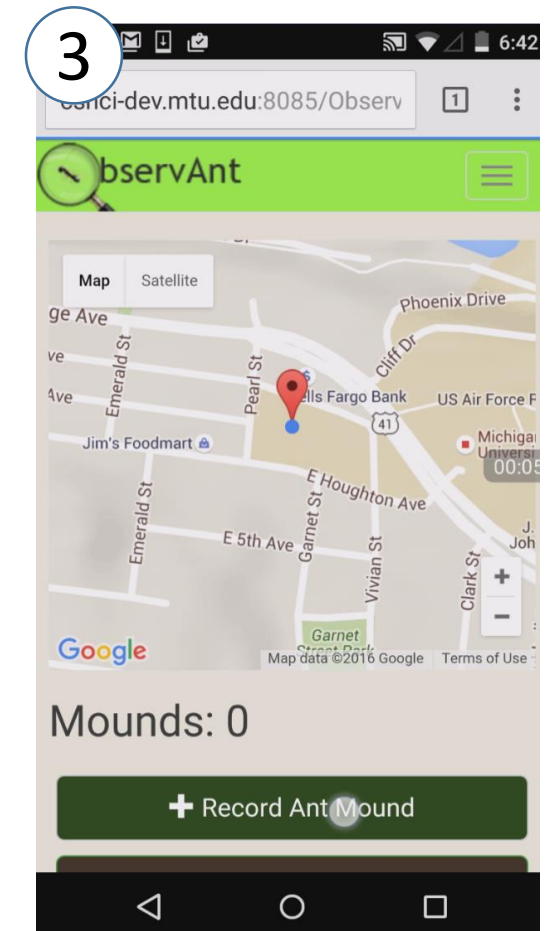 3
6:42
-dev.mtu.edu:8085/Observ
1
bservAnt
Map Satellite
ge Ave
ve
Ave
Emerald St
Pearl St
Phoenix Drive
Cliff Dr
ells Fargo Bank
US Air Force R
41
Jim's Foodmart
Michigan
Universi
00:05
E Houghton Ave
Emerald St
E 5th Ave
Garnet St
Vivian St
Clark St
J.
Joh
+
−
Garnet
Street Park
Google
Map data ©2016 Google Terms of Use
Mounds: 0
+ Record Ant Mound